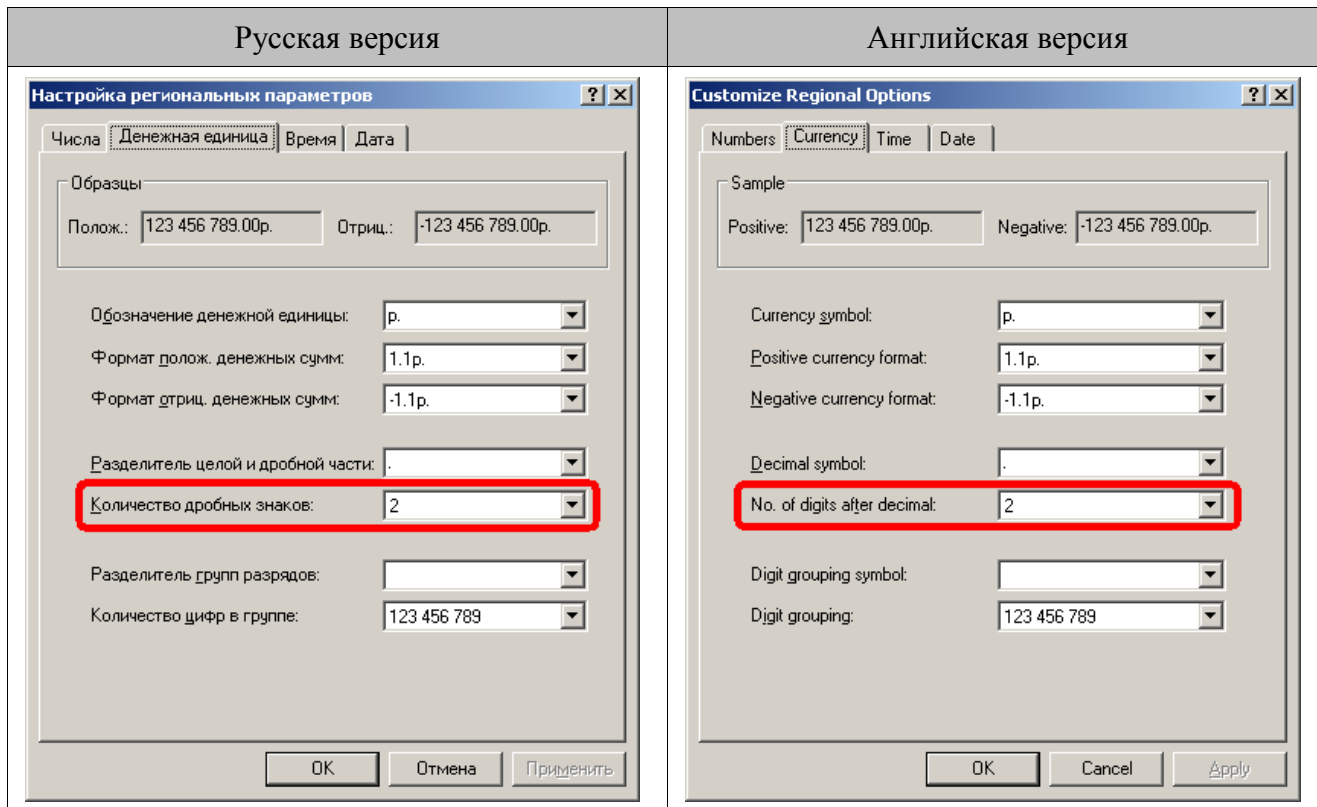 Русская версия
Английская версия
Настройка региональных параметров
Числа Денежная единица Время Дата
Образцы
Полож.: 123 456 789.00р. Отриц.: -123 456 789.00р.
Обозначение денежной единицы: р.
Формат полож. денежных сумм: 1.1р.
Формат отриц. денежных сумм: -1.1р.
Разделитель целой и дробной части: .
Количество дробных знаков: 2
Разделитель групп разрядов:
Количество цифр в группе: 123 456 789
OK Отмена Применить
Customize Regional Options
Numbers Currency Time Date
Sample
Positive: 123 456 789.00р. Negative: -123 456 789.00р.
Currency symbol: р.
Positive currency format: 1.1р.
Negative currency format: -1.1р.
Decimal symbol: .
No. of digits after decimal: 2
Digit grouping symbol:
Digit grouping: 123 456 789
OK Cancel Apply